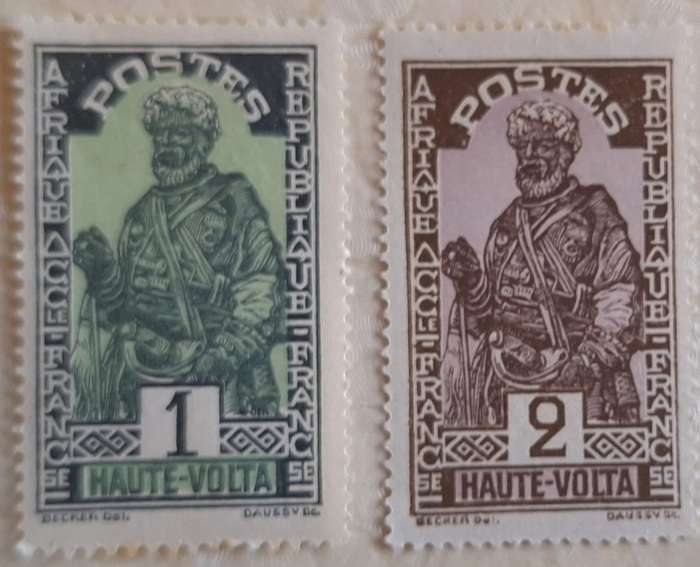 POSTES
AFRIQUE OCCLE-FRANCSE
REPUBLIQUE-FRANCSE
1
HAUTE-VOLTA
BECKER Del.
DAUSSY Sc.
POSTES
AFRIQUE OCCLE-FRANCSE
REPUBLIQUE-FRANCSE
2
HAUTE-VOLTA
BECKER Del.
DAUSSY Sc.